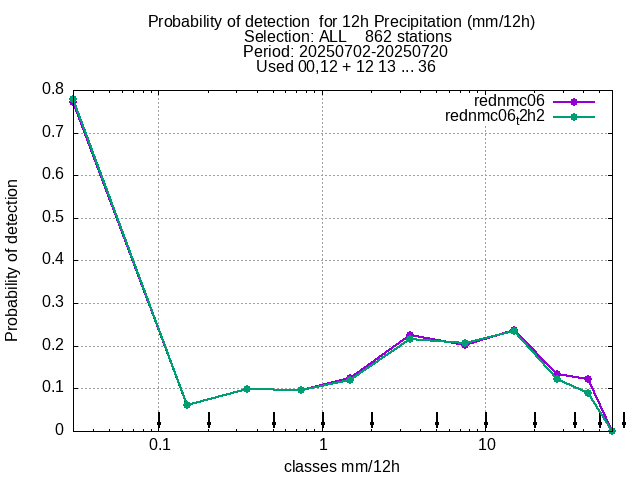 Probability of detection  for 12h Precipitation (mm/12h)
Selection: ALL    862 stations
Period: 20250702-20250720
Used 00,12 + 12 13 ... 36
rednmc06
rednmc06t2h2
Probability of detection
0.8
0.7
0.6
0.5
0.4
0.3
0.2
0.1
0
0.1 1 10
classes mm/12h